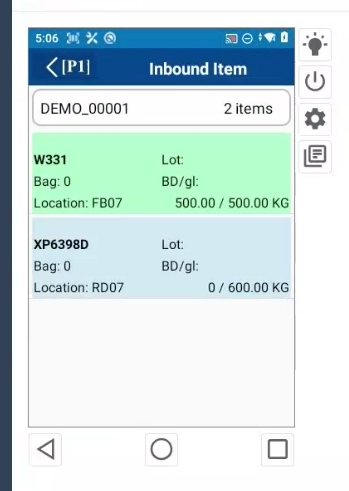 5:06
[P1] Inbound Item
DEMO_00001 2 items
W331 Lot:
Bag: 0 BD/gl:
Location: FB07 500.00 / 500.00 KG
XP6398D Lot:
Bag: 0 BD/gl:
Location: RD07 0 / 600.00 KG